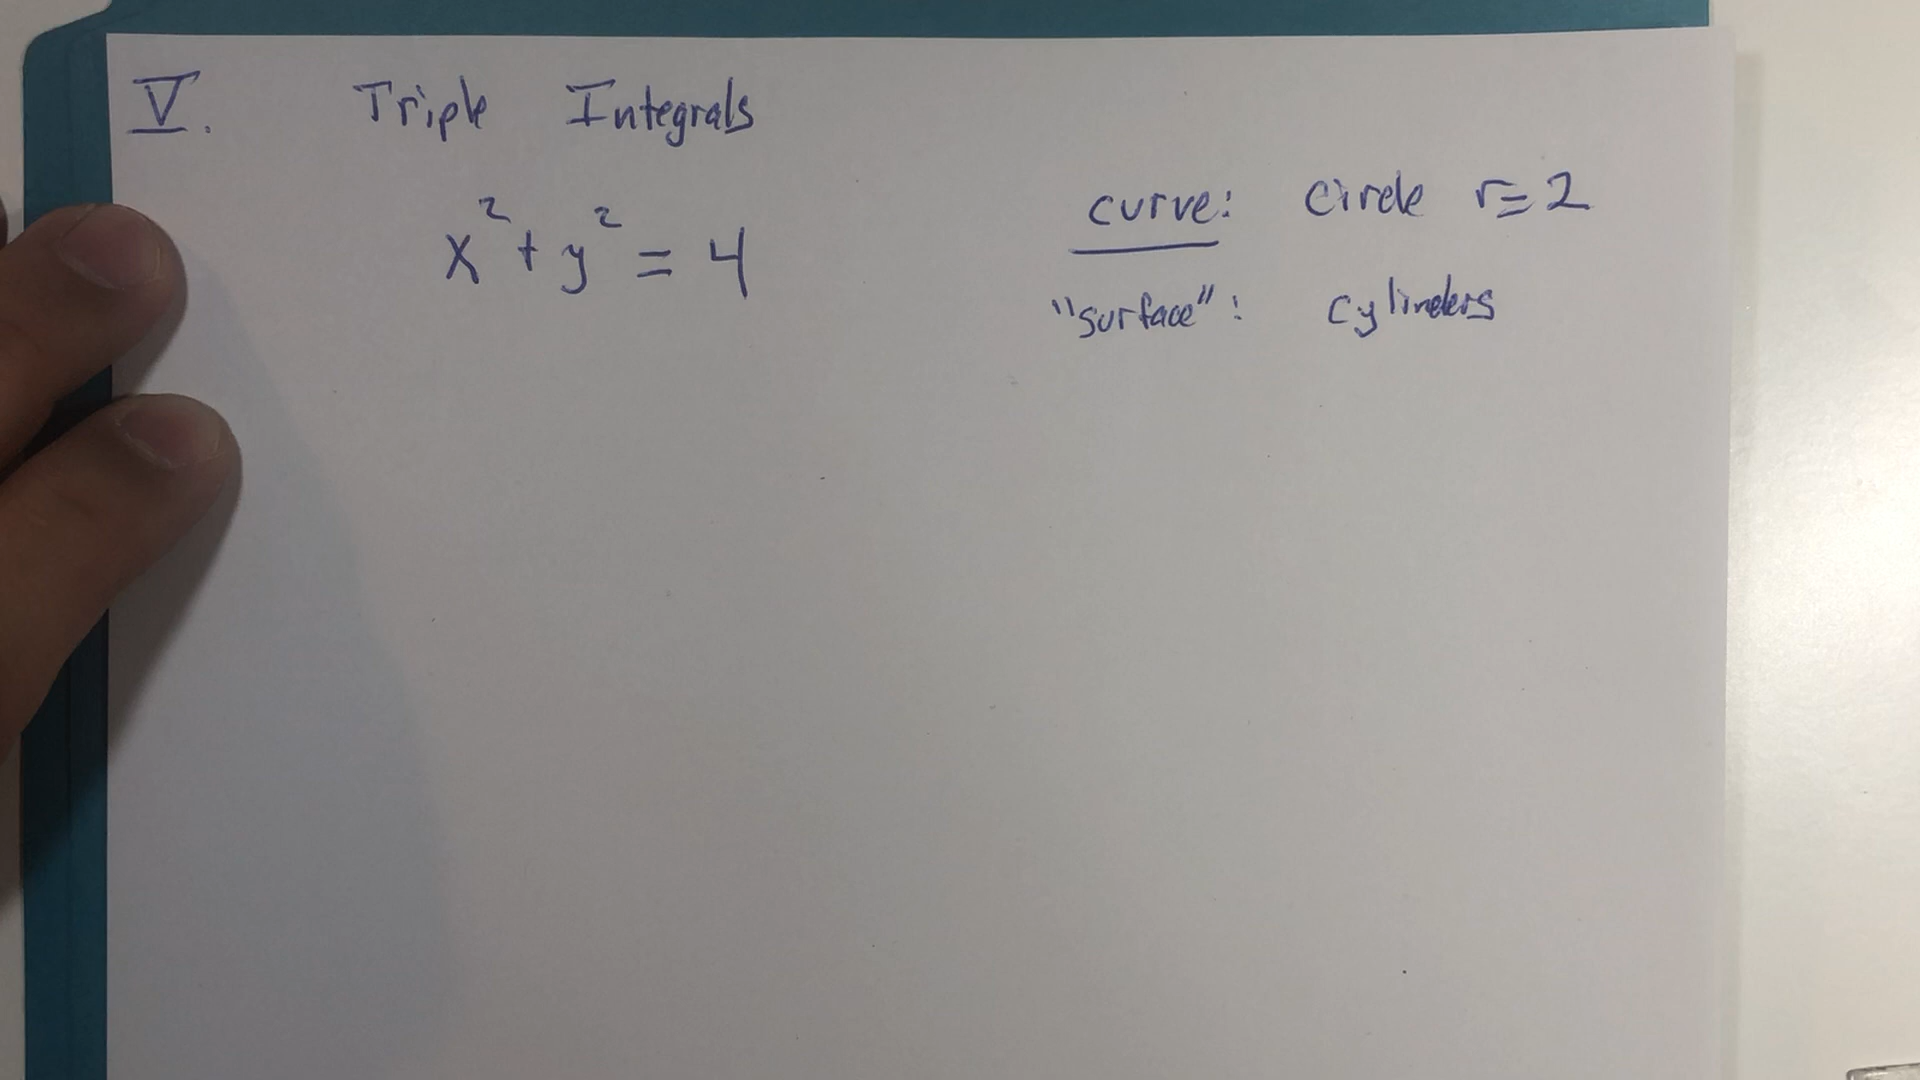 V. Triple Integrals
x² + y² = 4
curve: circle r=2
"surface": cylinders